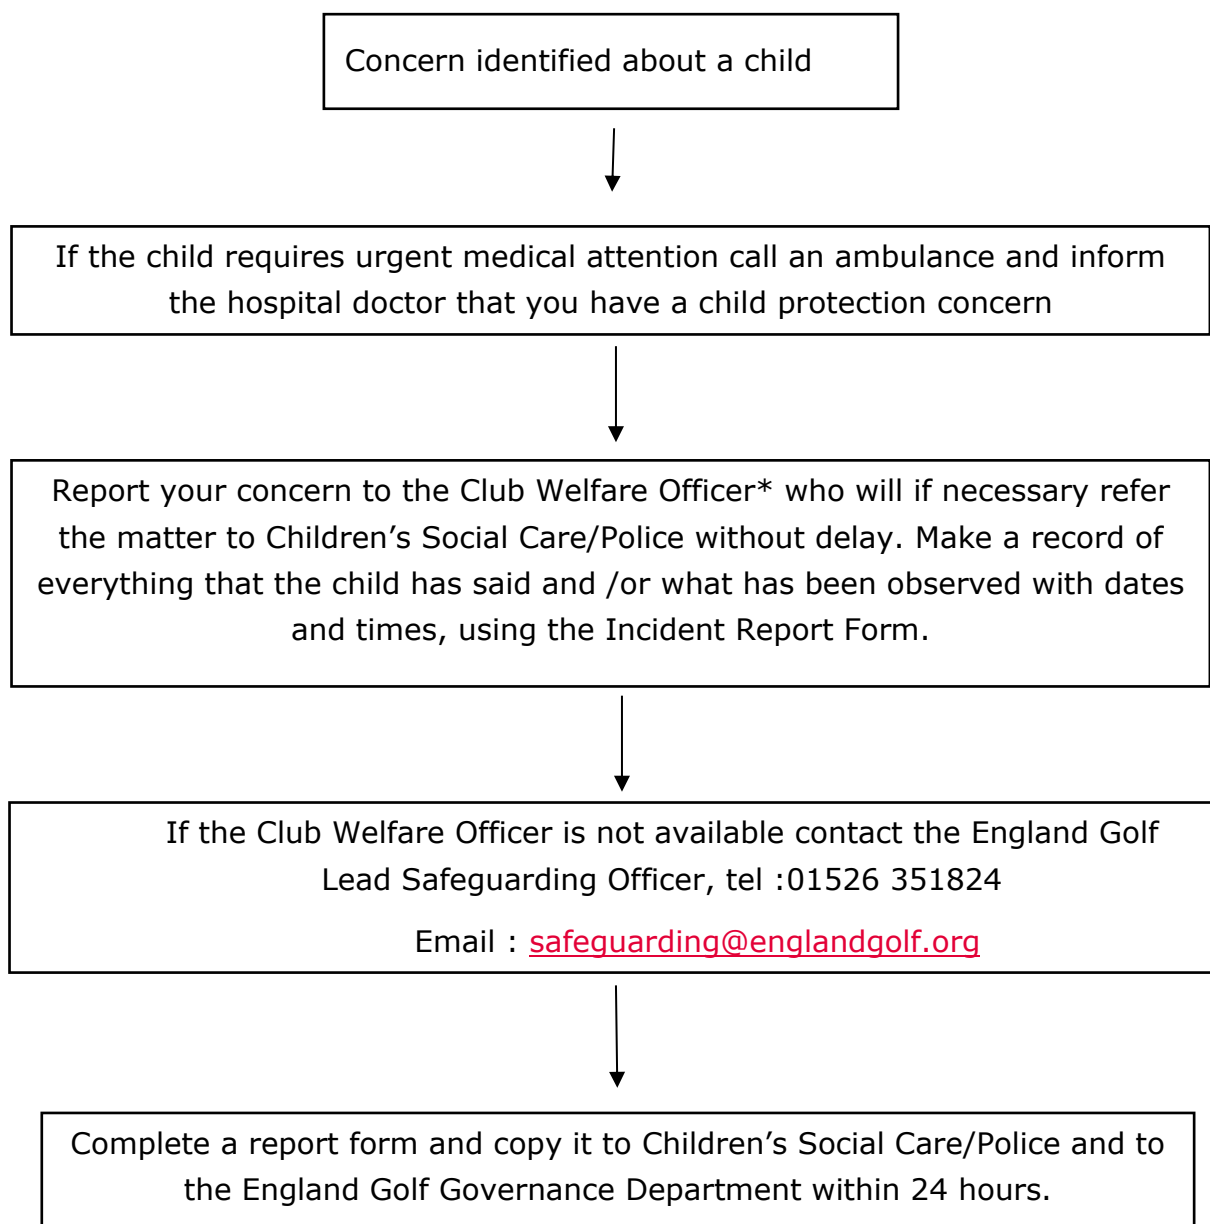 Concern identified about a child
If the child requires urgent medical attention call an ambulance and inform
the hospital doctor that you have a child protection concern
Report your concern to the Club Welfare Officer* who will if necessary refer
the matter to Children’s Social Care/Police without delay. Make a record of
everything that the child has said and /or what has been observed with dates
and times, using the Incident Report Form.
If the Club Welfare Officer is not available contact the England Golf
Lead Safeguarding Officer, tel :01526 351824
Email : safeguarding@englandgolf.org
Complete a report form and copy it to Children’s Social Care/Police and to
the England Golf Governance Department within 24 hours.